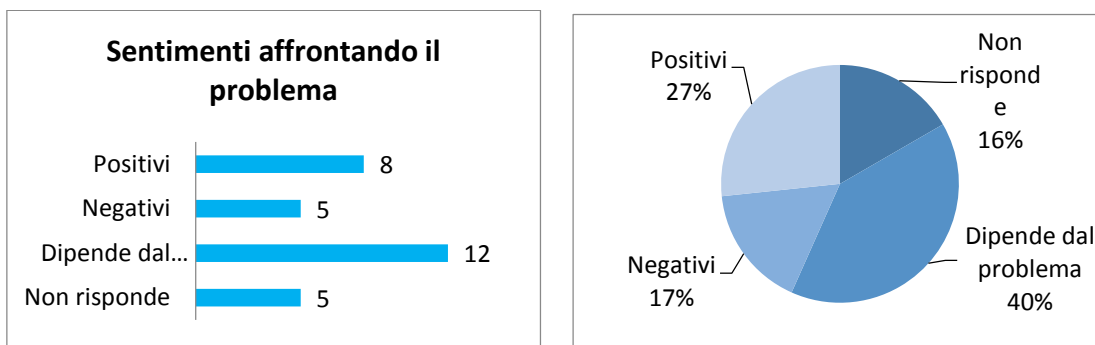 Sentimenti affrontando il
problema
Positivi 8
Negativi 5
Dipende dal... 12
Non risponde 5
Non
rispond
e
16%
Positivi
27%
Dipende dal
problema
40%
Negativi
17%